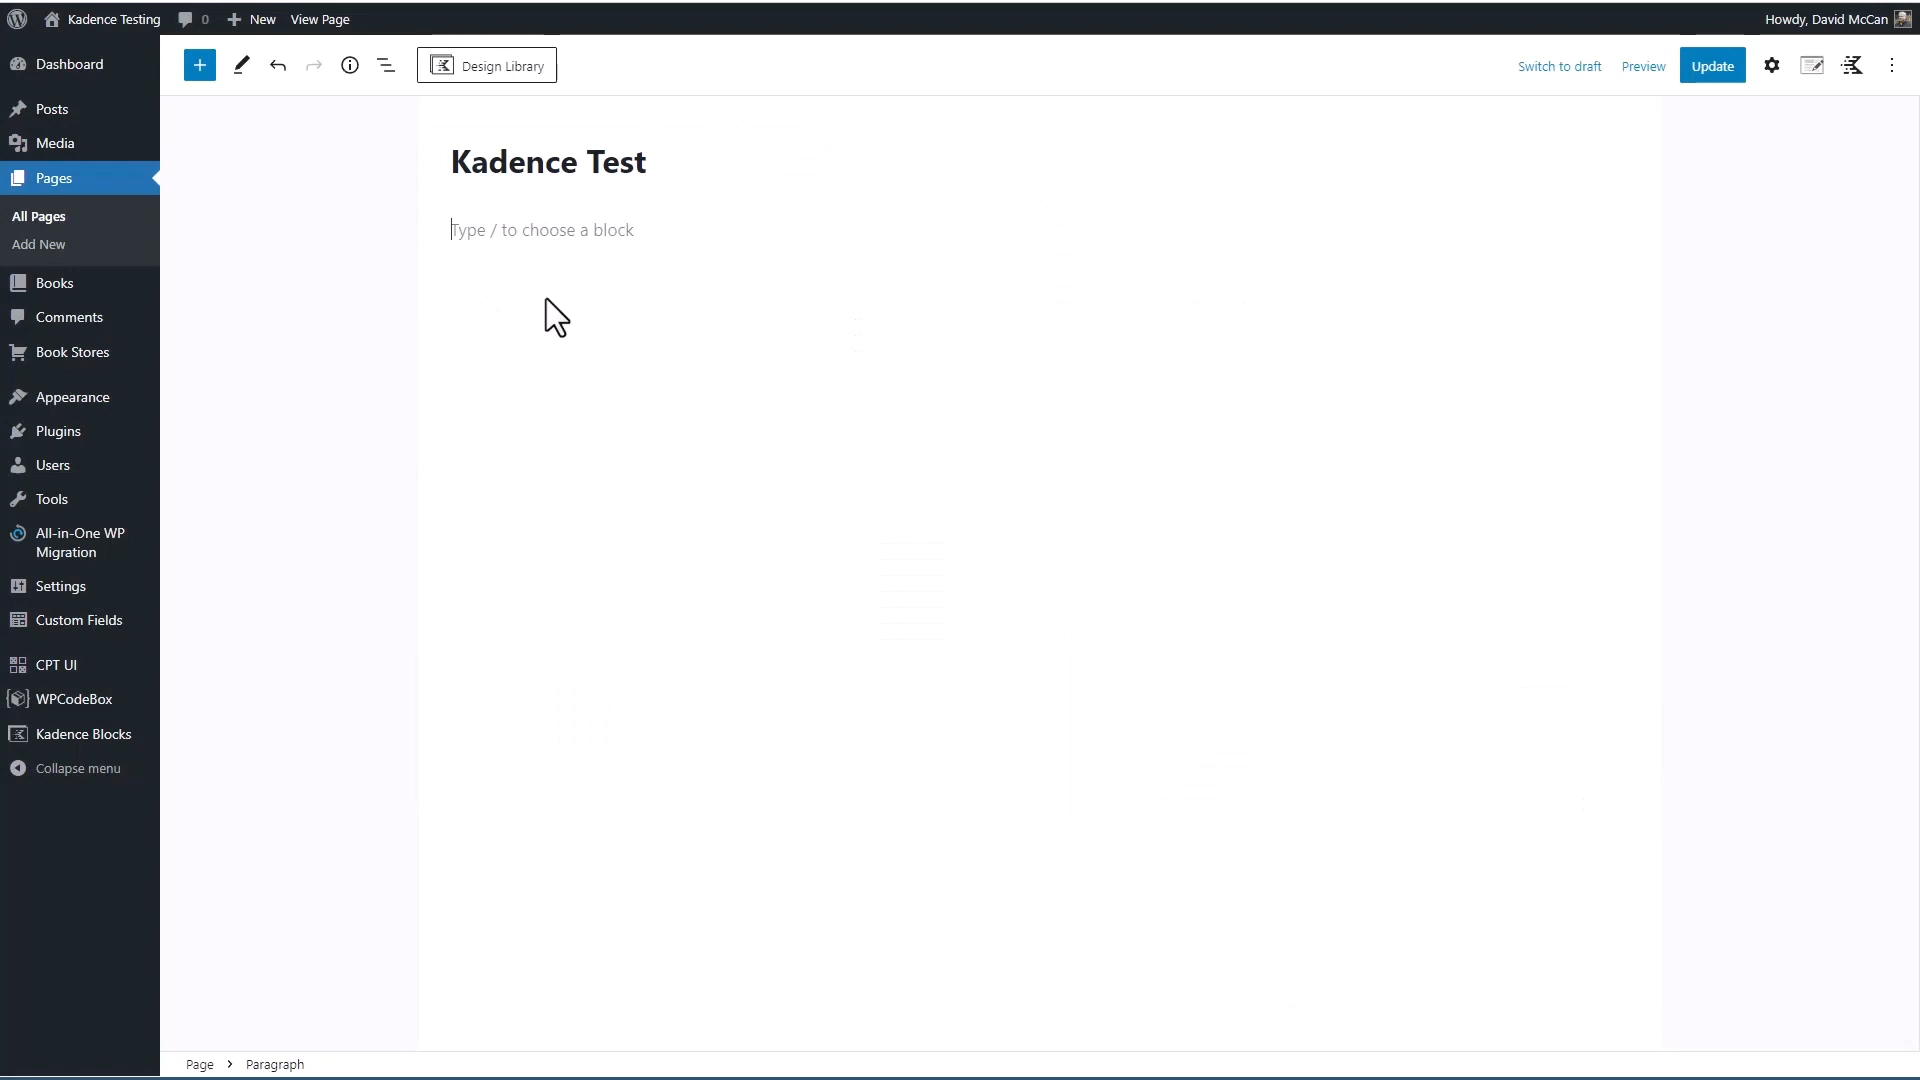 Kadence Testing 0 New View Page Howdy, David McCan
Dashboard
Posts
Media
Pages
All Pages
Add New
Books
Comments
Book Stores
Appearance
Plugins
Users
Tools
All-in-One WP
Migration
Settings
Custom Fields
CPT UI
WPCodeBox
Kadence Blocks
Collapse menu
Design Library
Switch to draft Preview Update
Kadence Test
Type / to choose a block
Page › Paragraph